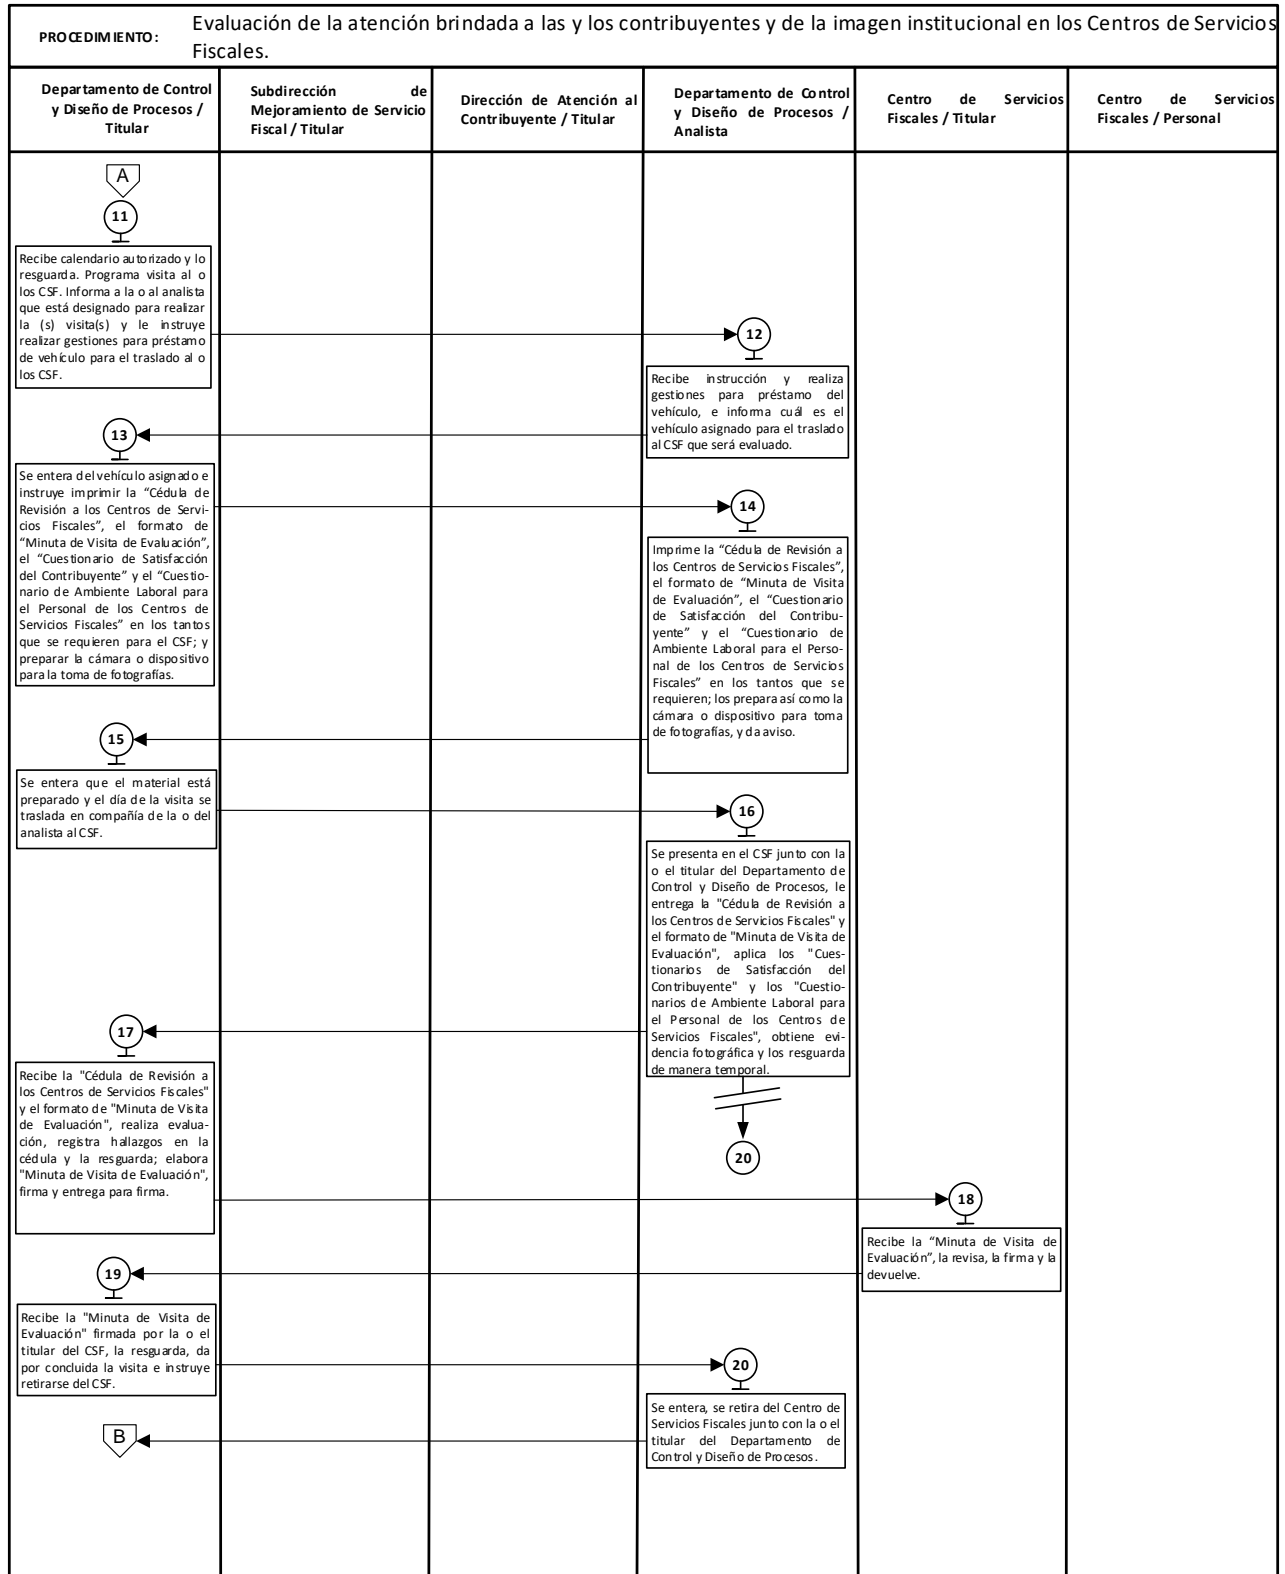 PROCEDIMIENTO:
Evaluación de la atención brindada a las y los contribuyentes y de la imagen institucional en los Centros de Servicios
Fiscales.
Departamento de Control
y Diseño de Procesos /
Titular
Subdirección de
Mejoramiento de Servicio
Fiscal / Titular
Dirección de Atención al
Contribuyente / Titular
Departamento de Control
y Diseño de Procesos /
Analista
Centro de Servicios
Fiscales / Titular
Centro de Servicios
Fiscales / Personal
A
11
Recibe calendario autorizado y lo
resguarda. Programa visita al o
los CSF. Informa a la o al analista
que está designado para realizar
la (s) visita(s) y le instruye
realizar gestiones para préstamo
de vehículo para el traslado al o
los CSF.
12
Recibe instrucción y realiza
gestiones para préstamo del
vehículo, e informa cuál es el
vehículo asignado para el traslado
al CSF que será evaluado.
13
Se entera del vehículo asignado e
instruye imprimir la “Cédula de
Revisión a los Centros de Servi-
cios Fiscales”, el formato de
“Minuta de Visita de Evaluación”,
el “Cuestionario de Satisfacción
del Contribuyente” y el “Cuestio-
nario de Ambiente Laboral para
el Personal de los Centros de
Servicios Fiscales” en los tantos
que se requieren para el CSF; y
preparar la cámara o dispositivo
para la toma de fotografías.
14
Imprime la “Cédula de Revisión a
los Centros de Servicios Fiscales”,
el formato de “Minuta de Visita
de Evaluación”, el “Cuestionario
de Satisfacción del Contribu-
yente” y el “Cuestionario de
Ambiente Laboral para el Perso-
nal de los Centros de Servicios
Fiscales” en los tantos que se
requieren; los prepara así como la
cámara o dispositivo para toma
de fotografías, y da aviso.
15
Se entera que el material está
preparado y el día de la visita se
traslada en compañía de la o del
analista al CSF.
16
Se presenta en el CSF junto con la
o el titular del Departamento de
Control y Diseño de Procesos, le
entrega la "Cédula de Revisión a
los Centros de Servicios Fiscales" y
el formato de "Minuta de Visita de
Evaluación", aplica los "Cues-
tionarios de Satisfacción del
Contribuyente" y los "Cuestio-
narios de Ambiente Laboral para
el Personal de los Centros de
Servicios Fiscales", obtiene evi-
dencia fotográfica y los resguarda
de manera temporal.
20
17
Recibe la "Cédula de Revisión a
los Centros de Servicios Fiscales"
y el formato de "Minuta de Visita
de Evaluación", realiza evalua-
ción, registra hallazgos en la
cédula y la resguarda; elabora
"Minuta de Visita de Evaluación",
firma y entrega para firma.
18
Recibe la “Minuta de Visita de
Evaluación”, la revisa, la firma y la
devuelve.
19
Recibe la "Minuta de Visita de
Evaluación" firmada por la o el
titular del CSF, la resguarda, da
por concluida la visita e instruye
retirarse del CSF.
20
Se entera, se retira del Centro de
Servicios Fiscales junto con la o el
titular del Departamento de
Control y Diseño de Procesos.
B